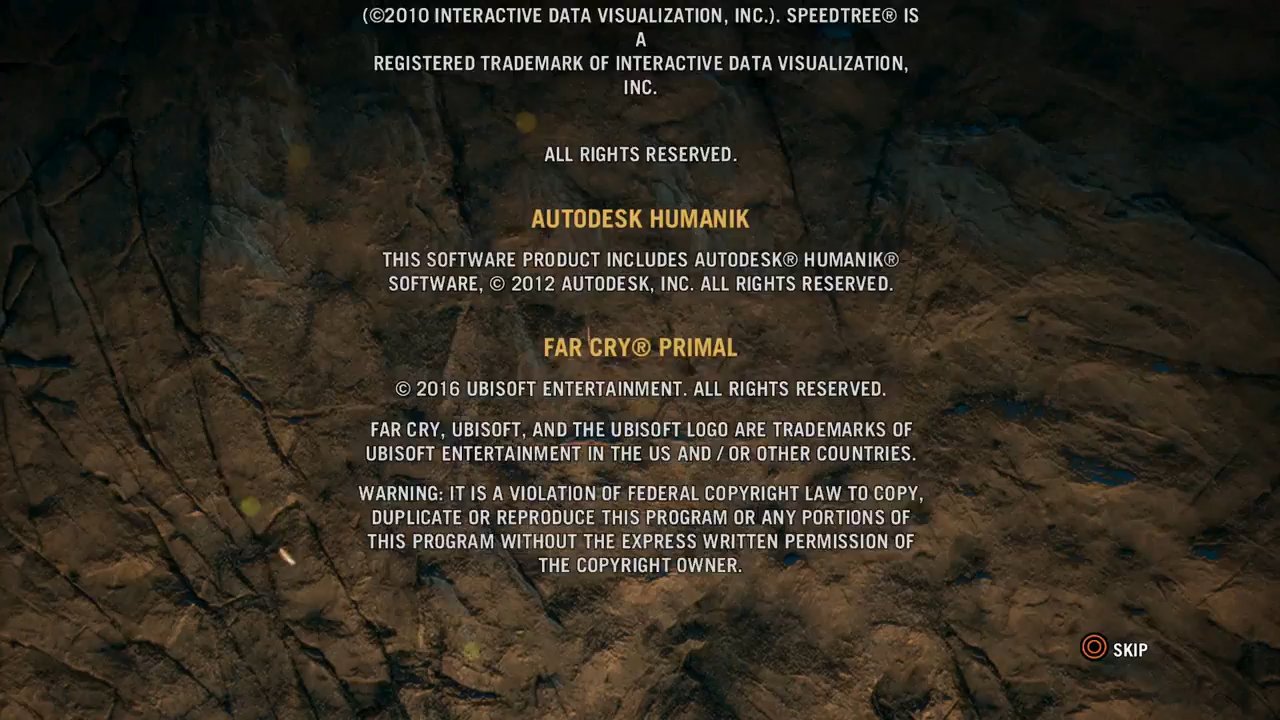 (©2010 INTERACTIVE DATA VISUALIZATION, INC.). SPEEDTREE® IS
A
REGISTERED TRADEMARK OF INTERACTIVE DATA VISUALIZATION,
INC.
ALL RIGHTS RESERVED.
AUTODESK HUMANIK
THIS SOFTWARE PRODUCT INCLUDES AUTODESK® HUMANIK®
SOFTWARE, © 2012 AUTODESK, INC. ALL RIGHTS RESERVED.
FAR CRY® PRIMAL
© 2016 UBISOFT ENTERTAINMENT. ALL RIGHTS RESERVED.
FAR CRY, UBISOFT, AND THE UBISOFT LOGO ARE TRADEMARKS OF
UBISOFT ENTERTAINMENT IN THE US AND / OR OTHER COUNTRIES.
WARNING: IT IS A VIOLATION OF FEDERAL COPYRIGHT LAW TO COPY,
DUPLICATE OR REPRODUCE THIS PROGRAM OR ANY PORTIONS OF
THIS PROGRAM WITHOUT THE EXPRESS WRITTEN PERMISSION OF
THE COPYRIGHT OWNER.
SKIP